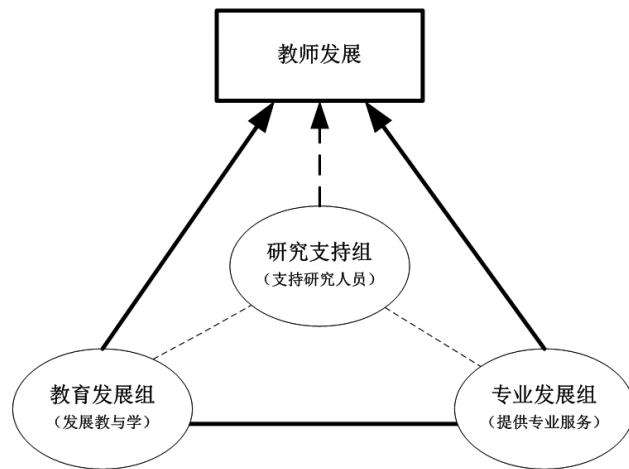 教师发展
研究支持组
（支持研究人员）
教育发展组
（发展教与学）
专业发展组
（提供专业服务）